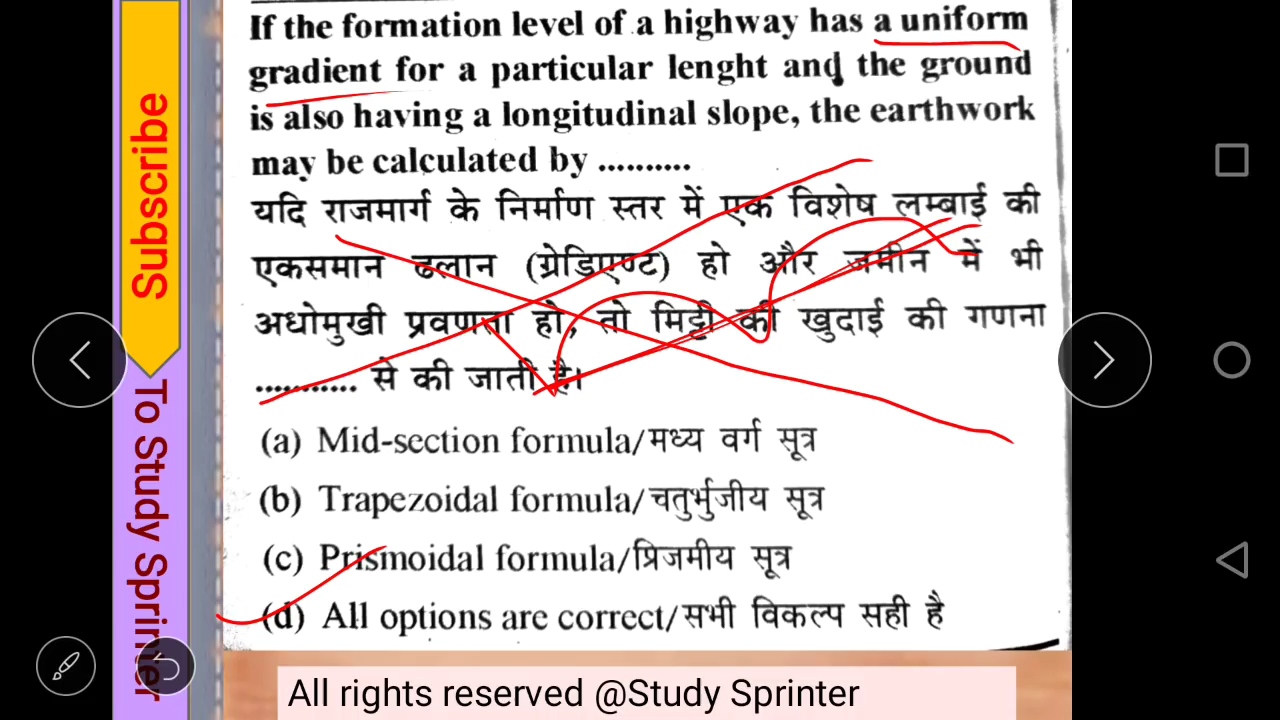 Subscribe
To Study Sprinter
If the formation level of a highway has a uniform
gradient for a particular lenght and the ground
is also having a longitudinal slope, the earthwork
may be calculated by ..........
यदि राजमार्ग के निर्माण स्तर में एक विशेष लम्बाई की
एकसमान ढलान (ग्रेडिएण्ट) हो और जमीन में भी
अधोमुखी प्रवणता हो, तो मिट्टी की खुदाई की गणना
........... से की जाती है।
(a) Mid-section formula/मध्य वर्ग सूत्र
(b) Trapezoidal formula/चतुर्भुजीय सूत्र
(c) Prismoidal formula/प्रिजमीय सूत्र
(d) All options are correct/सभी विकल्प सही है
All rights reserved @Study Sprinter